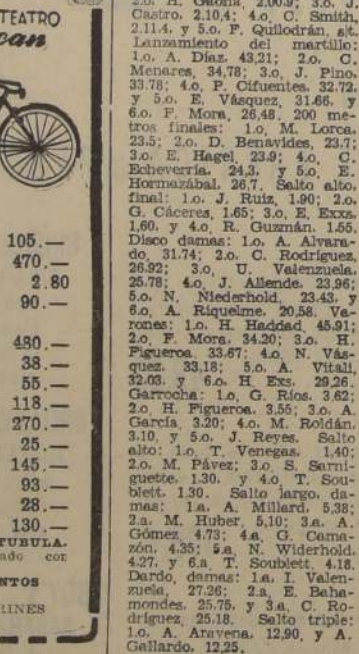 TEATRO
can
105.—
470.—
2.80
90.—
480.—
38.—
55.—
118.—
270.—
25.—
145.—
93.—
28.—
130.—
TUBULA.
ado con
NTOS
RINES
2.o. H. Gaona, 2.00.9; 3.o. J.
Castro. 2.10,4; 4.o. C. Smith,
2.11.4. y 5.o. F. Quilodrán, s|t.
Lanzamiento del martillo:
1.o. A. Díaz. 43,21; 2.o. C.
Menares, 34,78; 3.o, J. Pino.
33.78; 4.o, P. Cifuentes. 32.72.
y 5.o. E. Vásquez, 31.66. y
6.o. F. Mora, 26,48. 200 me-
tros finales: 1.o, M. Lorca.
23.5; 2.o. D. Benavides, 23.7;
3.o. E. Hagel, 23.9; 4.o, C.
Echeverría. 24.3. y 5.o, E.
Hormazábal. 26,7. Salto alto.
final: 1.o. J. Ruiz, 1.90; 2.o.
G. Cáceres, 1.65; 3.o, E, Exxs.
1,60. y 4.o, R. Guzmán. 1.55.
Disco damas: 1.o, A. Alvara-
do, 31.74; 2.o. C. Rodríguez,
26.92; 3.o, U. Valenzuela.
25.78; 4.o. J. Allende. 23,96;
5.o. N. Niederhold, 23.43, y
6.o, A. Riquelme. 20,58. Va-
rones: 1.o. H. Haddad, 45.91;
2.o, F. Mora. 34.20; 3.o. H.
Figueroa. 33.67; 4.o, N. Vás-
quez. 33,18; 5.o. A. Vitali,
32.03. y 6.o. H. Exs. 29,26.
Garrocha: 1.o, G. Ríos. 3.62;
2.o, H. Figueroa. 3.55; 3.o. A.
García, 3.20; 4.o. M. Roldán.
3.10, y 5.o. J. Reyes. Salto
alto: 1.o. T. Venegas. 1.40;
2.o. M. Pávez; 3.o. S. Sarni-
guette. 1.30. y 4.o T. Sou-
blett. 1.30. Salto largo. da-
mas: 1.a. A. Millard. 5,38;
2.a. M. Huber, 5,10; 3.a. A.
Gómez 4.73; 4.a, G. Cama-
zón. 4.35; 5.a, N. Widerhold.
4.27. y 6.a, T. Soublett, 4.18.
Dardo, damas: 1.a. I. Valen-
zuela, 27.26; 2.a, E. Baha-
mondes. 25.75. y 3.a, C. Ro-
dríguez, 25.18. Salto triple:
1.o. A. Aravena. 12,90, y A.
Gallardo. 12,25.